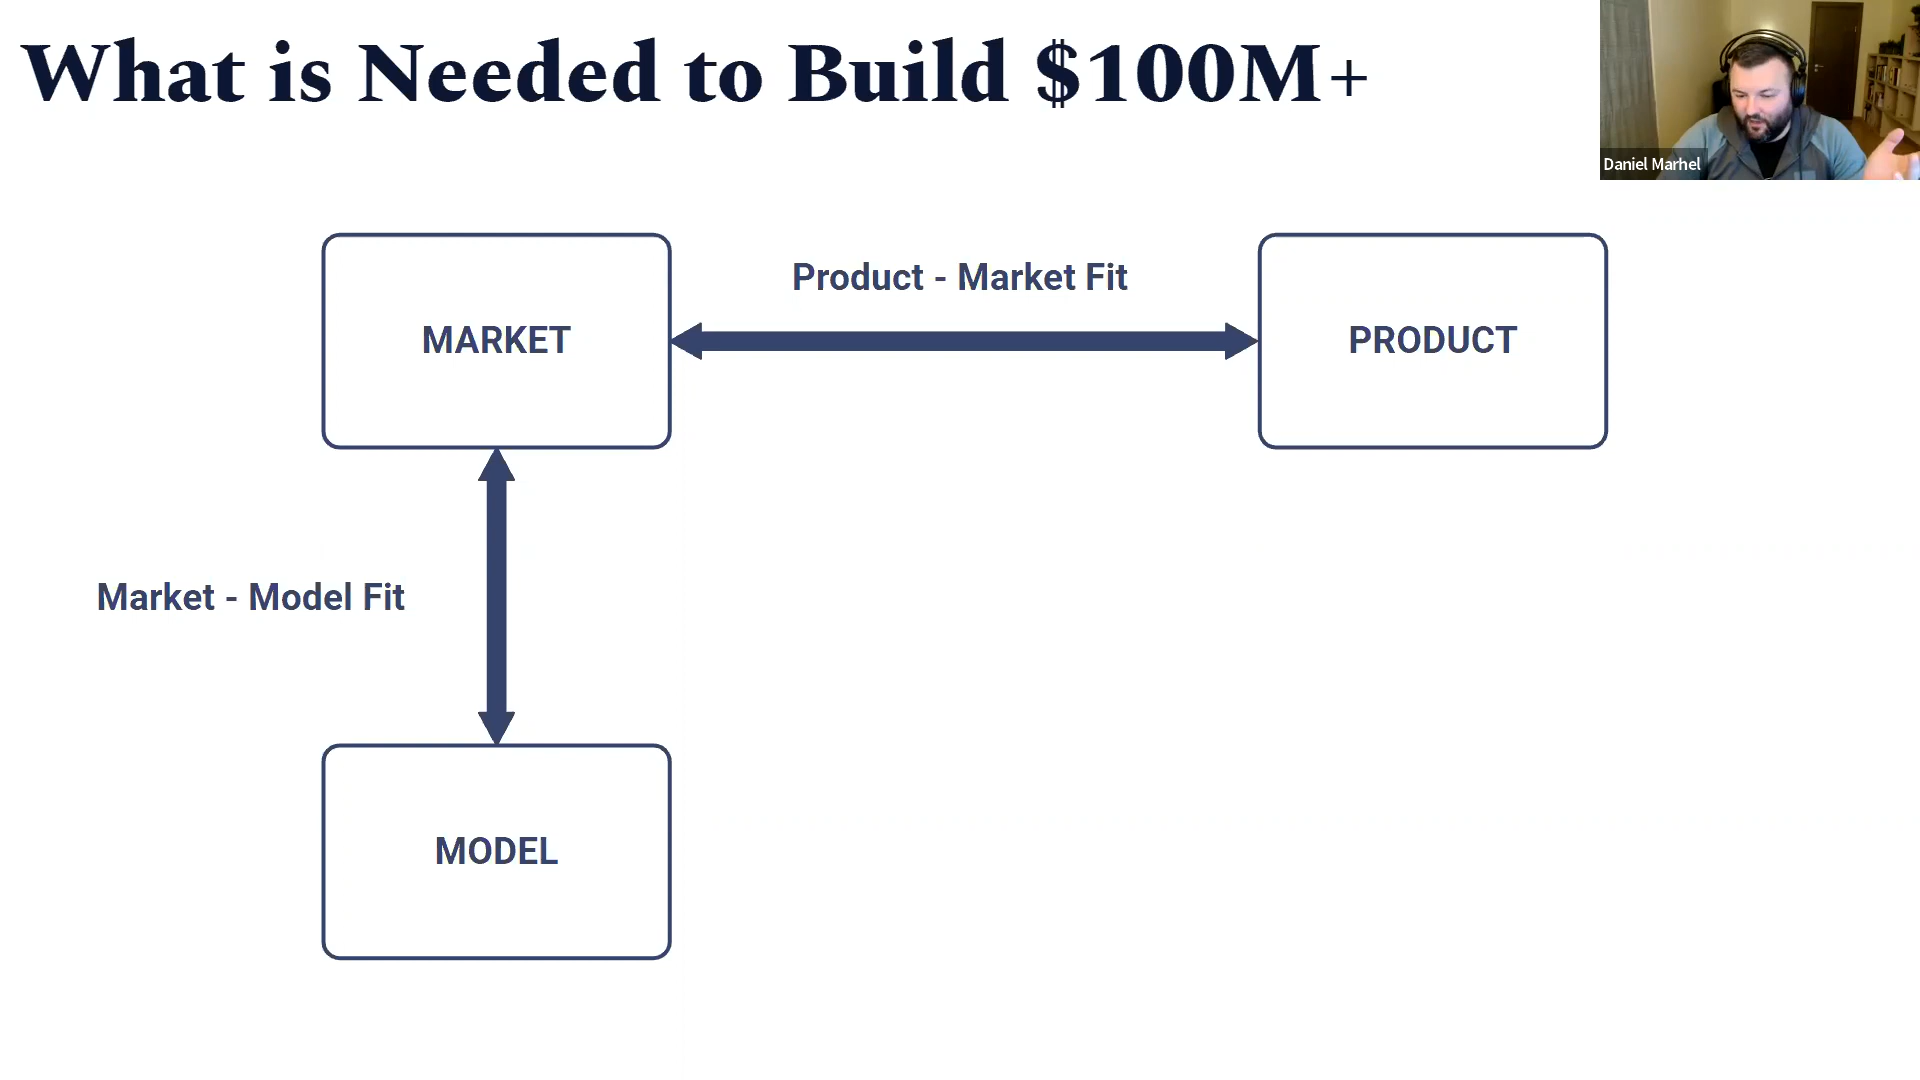 What is Needed to Build $100M+
Daniel Marhel
Product - Market Fit
MARKET
PRODUCT
Market - Model Fit
MODEL